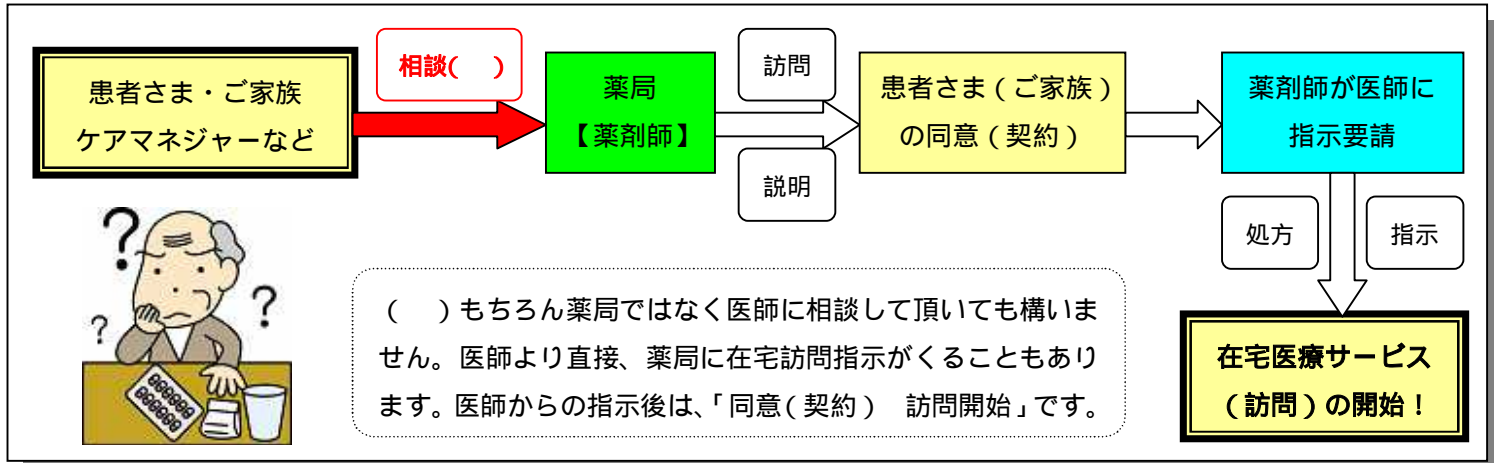 患者さま・ご家族
ケアマネジャーなど
相談(　)
薬局
【薬剤師】
訪問
説明
患者さま（ご家族）
の同意（契約）
薬剤師が医師に
指示要請
処方
指示
在宅医療サービス
（訪問）の開始！
（　）もちろん薬局ではなく医師に相談して頂いても構いま
せん。医師より直接、薬局に在宅訪問指示がくることもあり
ます。医師からの指示後は、「同意（契約）　訪問開始」です。
? ? ?